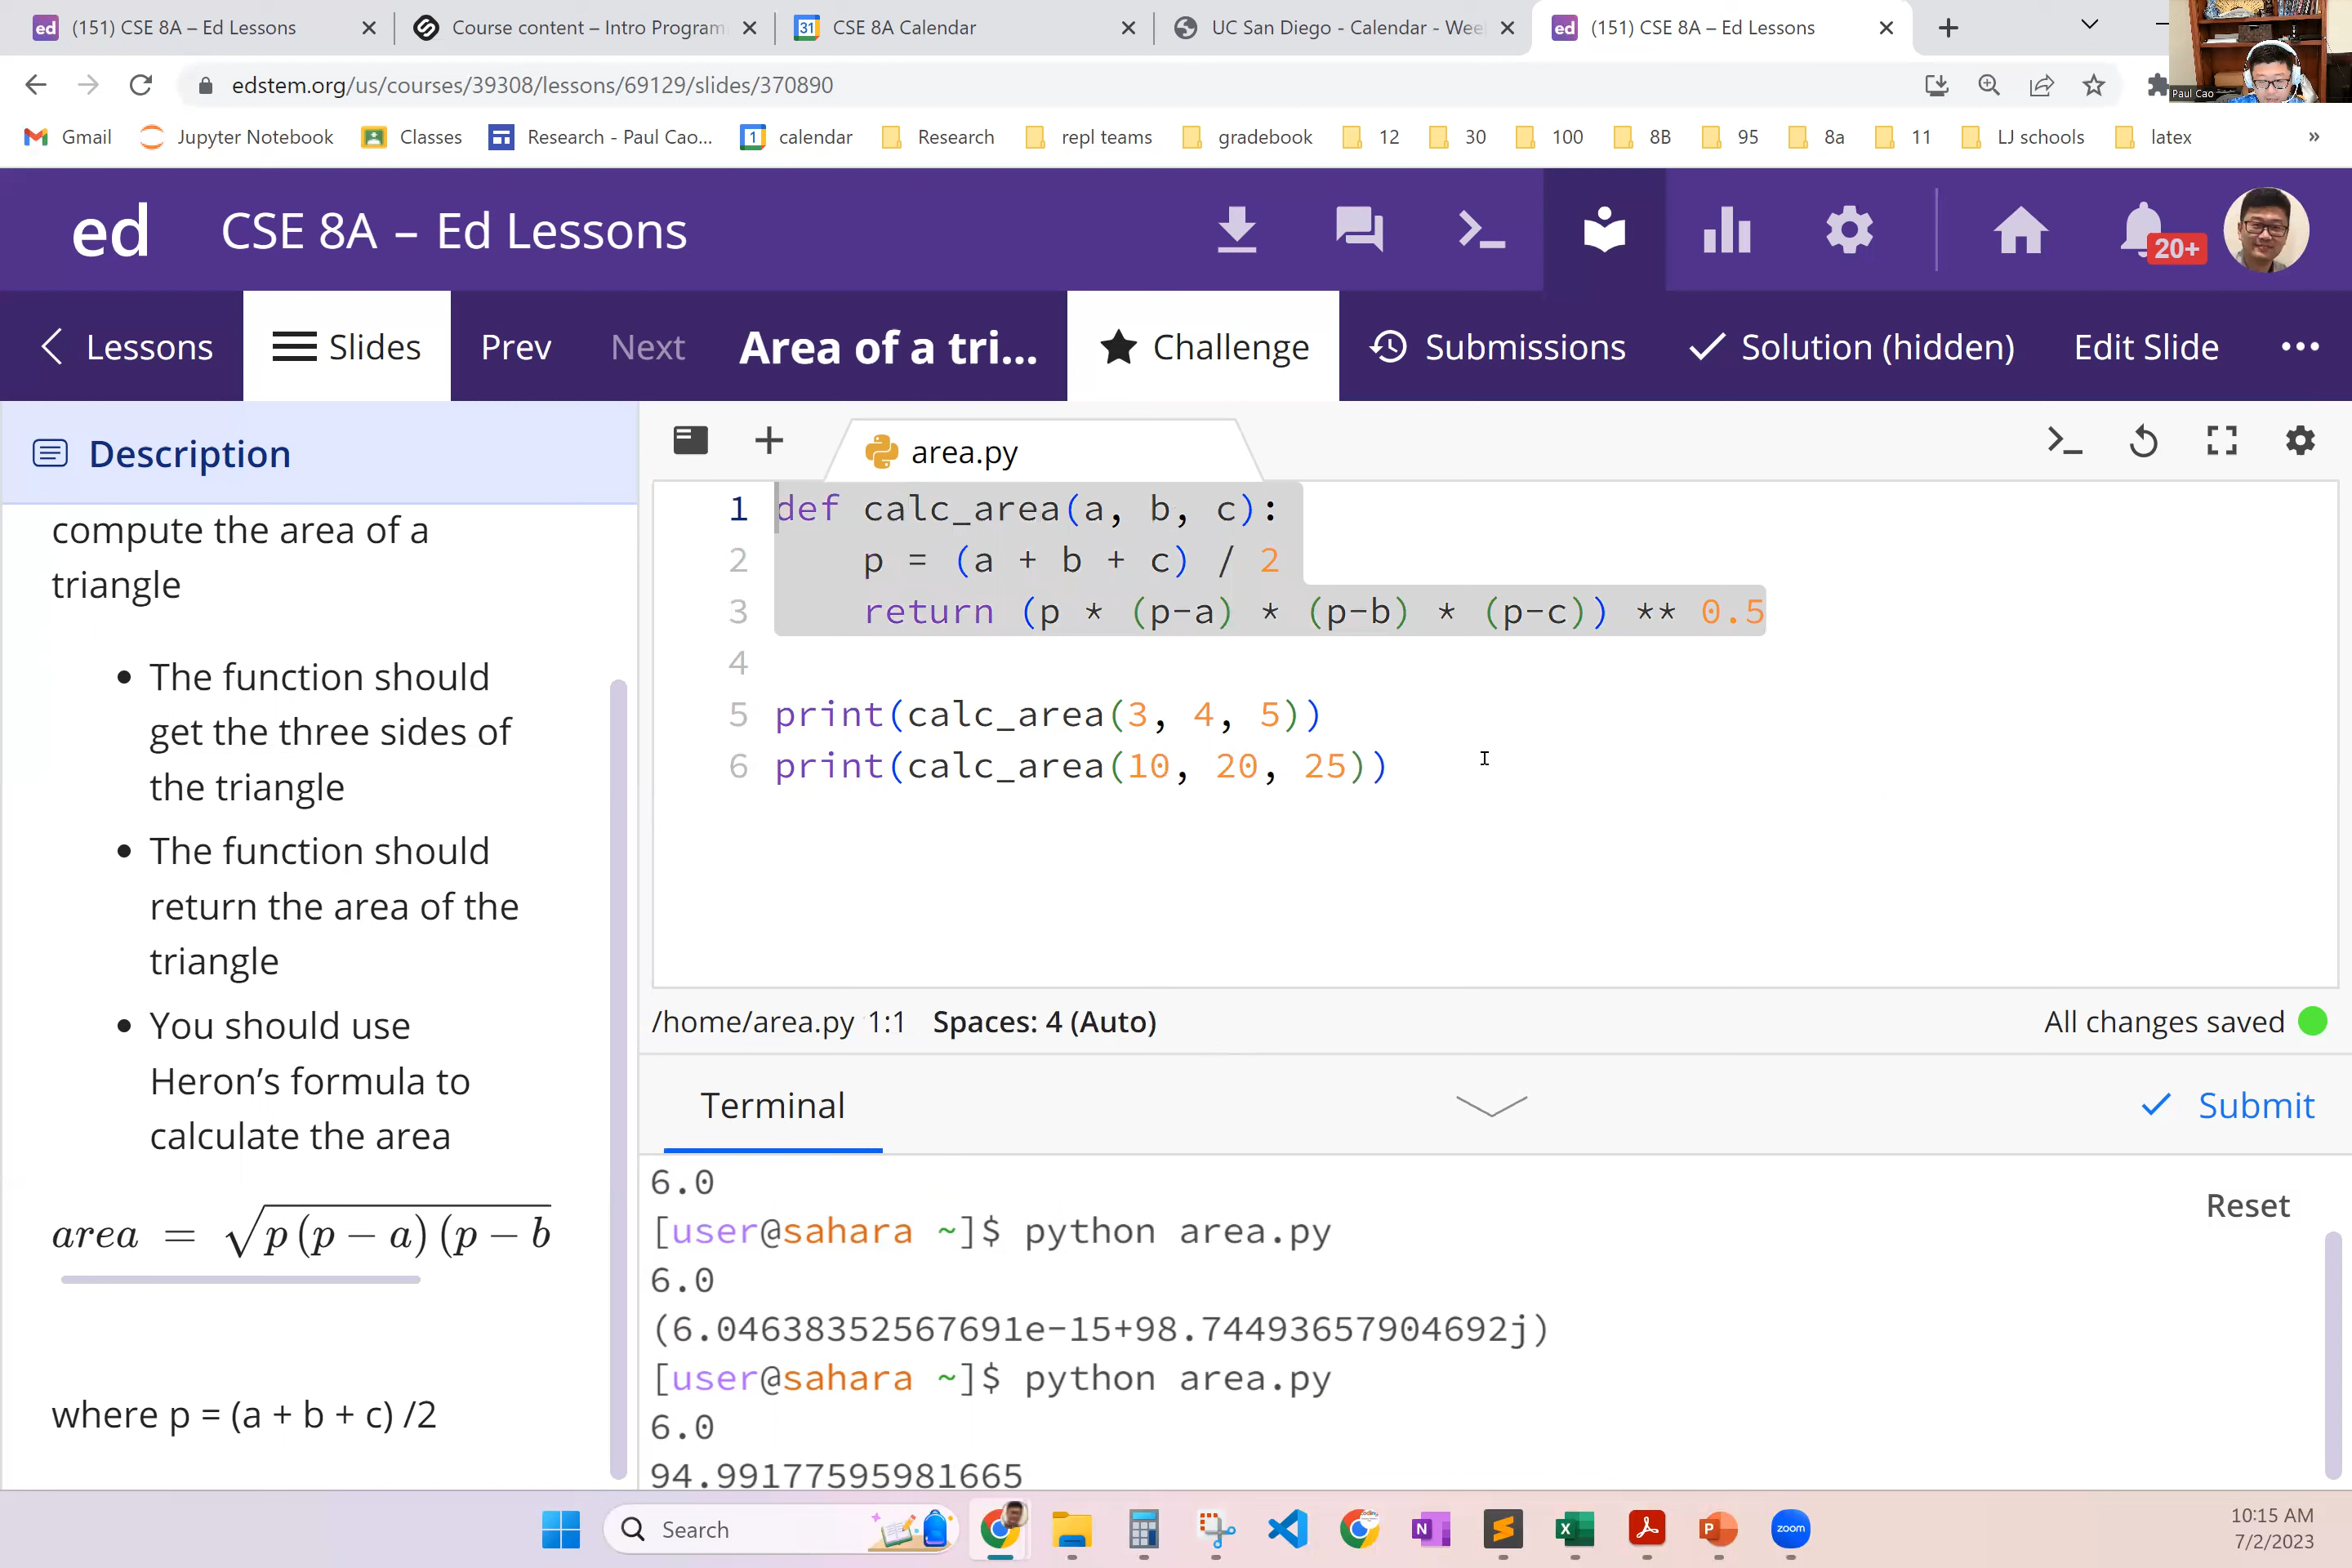 (151) CSE 8A – Ed Lessons
Course content – Intro Program
31
CSE 8A Calendar
UC San Diego - Calendar - Wee
ed
(151) CSE 8A – Ed Lessons
edstem.org/us/courses/39308/lessons/69129/slides/370890
Paul Cao
Gmail
Jupyter Notebook
Classes
Research - Paul Cao...
calendar
Research
repl teams
gradebook
12
30
100
8B
95
8a
11
LJ schools
latex
»
ed
CSE 8A – Ed Lessons
20+
Lessons
Slides
Prev
Next
Area of a tri...
Challenge
Submissions
Solution (hidden)
Edit Slide
Description
compute the area of a
triangle
• The function should
get the three sides of
the triangle
• The function should
return the area of the
triangle
• You should use
Heron's formula to
calculate the area
area = √p (p − a) (p − b
where p = (a + b + c) /2
area.py
1 def calc_area(a, b, c):
2     p = (a + b + c) / 2
3     return (p * (p-a) * (p-b) * (p-c)) ** 0.5
4
5 print(calc_area(3, 4, 5))
6 print(calc_area(10, 20, 25))
/home/area.py 1:1 Spaces: 4 (Auto)
All changes saved
Terminal
Submit
Reset
6.0
[user@sahara ~]$ python area.py
6.0
(6.04638352567691e-15+98.74493657904692j)
[user@sahara ~]$ python area.py
6.0
94.99177595981665
Search
zoom
10:15 AM
7/2/2023